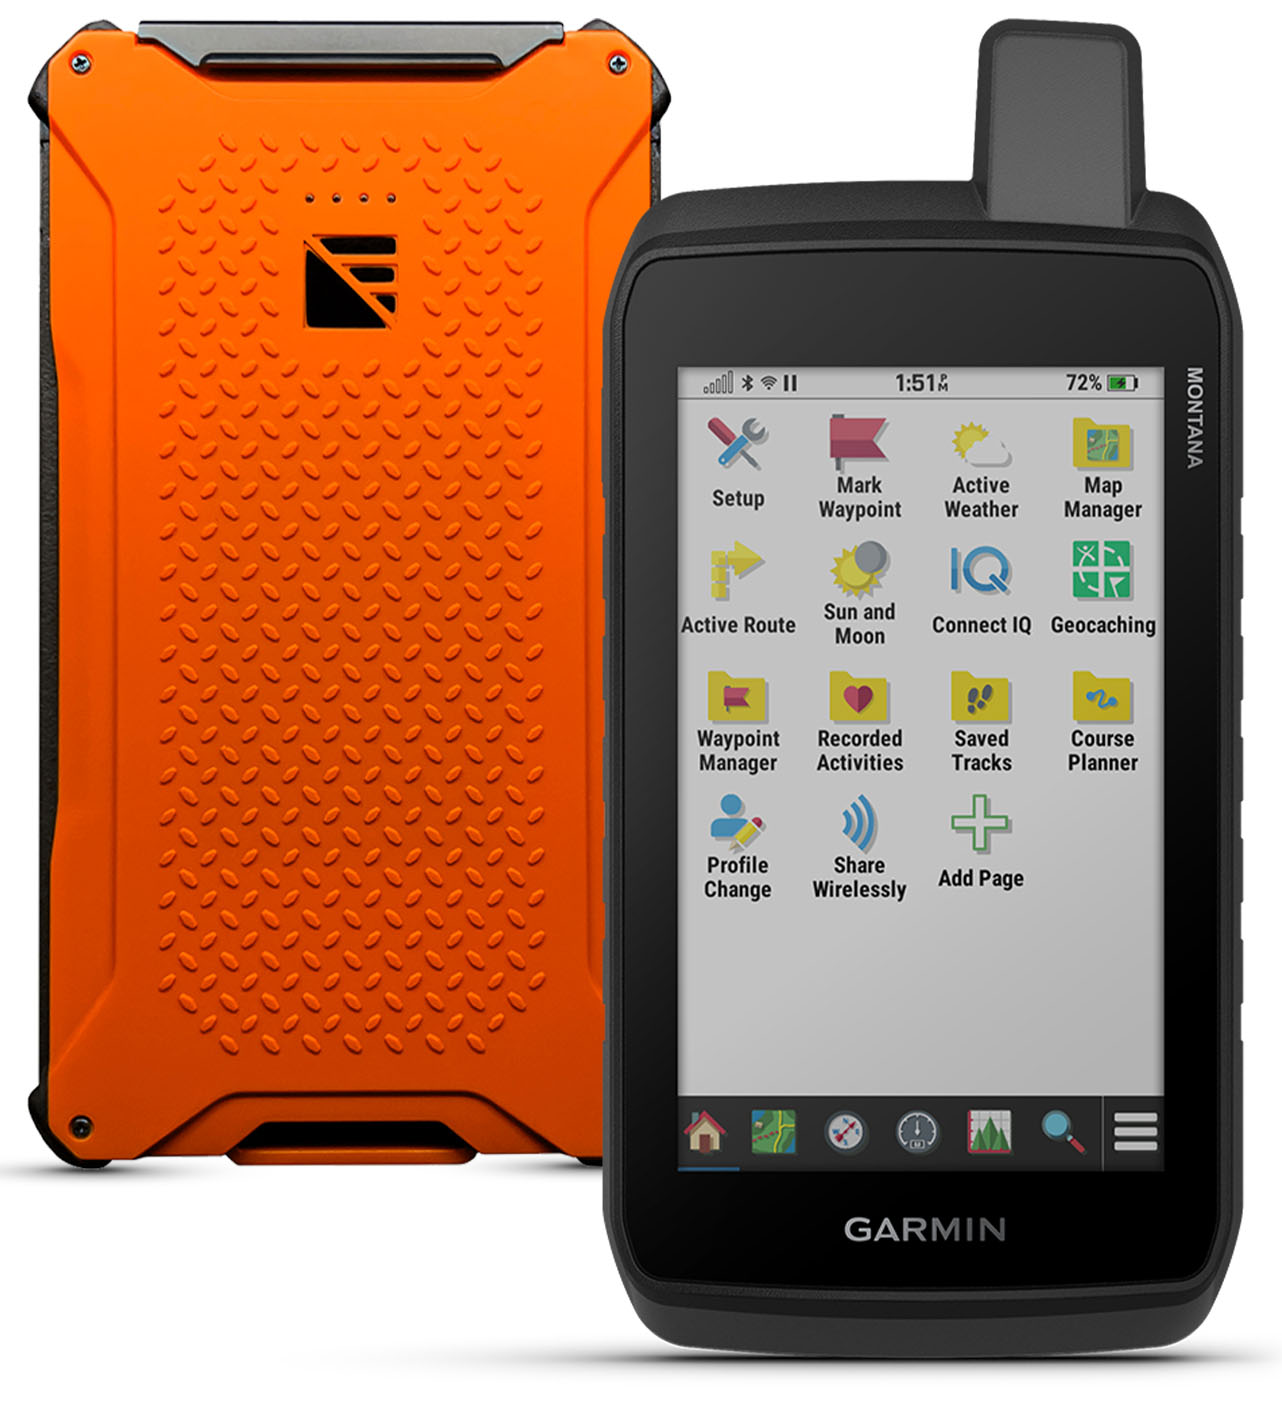 1:51 PM
72%
MONTANA
Setup
Mark
Waypoint
Active
Weather
Map
Manager
Active Route
Sun and
Moon
IQ
Connect IQ
Geocaching
Waypoint
Manager
Recorded
Activities
Saved
Tracks
Course
Planner
Profile
Change
Share
Wirelessly
Add Page
GARMIN